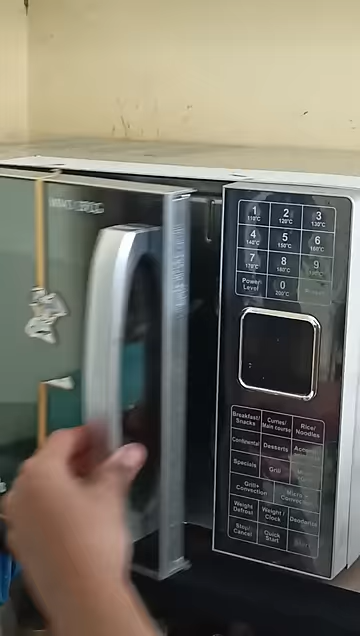 1 2 3
110°C 120°C 130°C
4 5 6
140°C 150°C 160°C
7 8 9
170°C 180°C
Power Level 0
200°C
Breakfast/ Snacks Curries/ Main course Rice/ Noodles
Continental Desserts
Specials Grill
Grill+ Convection Micro + Convection
Weight Defrost Weight / Clock Deodorize
Stop/ Cancel Quick Start Start